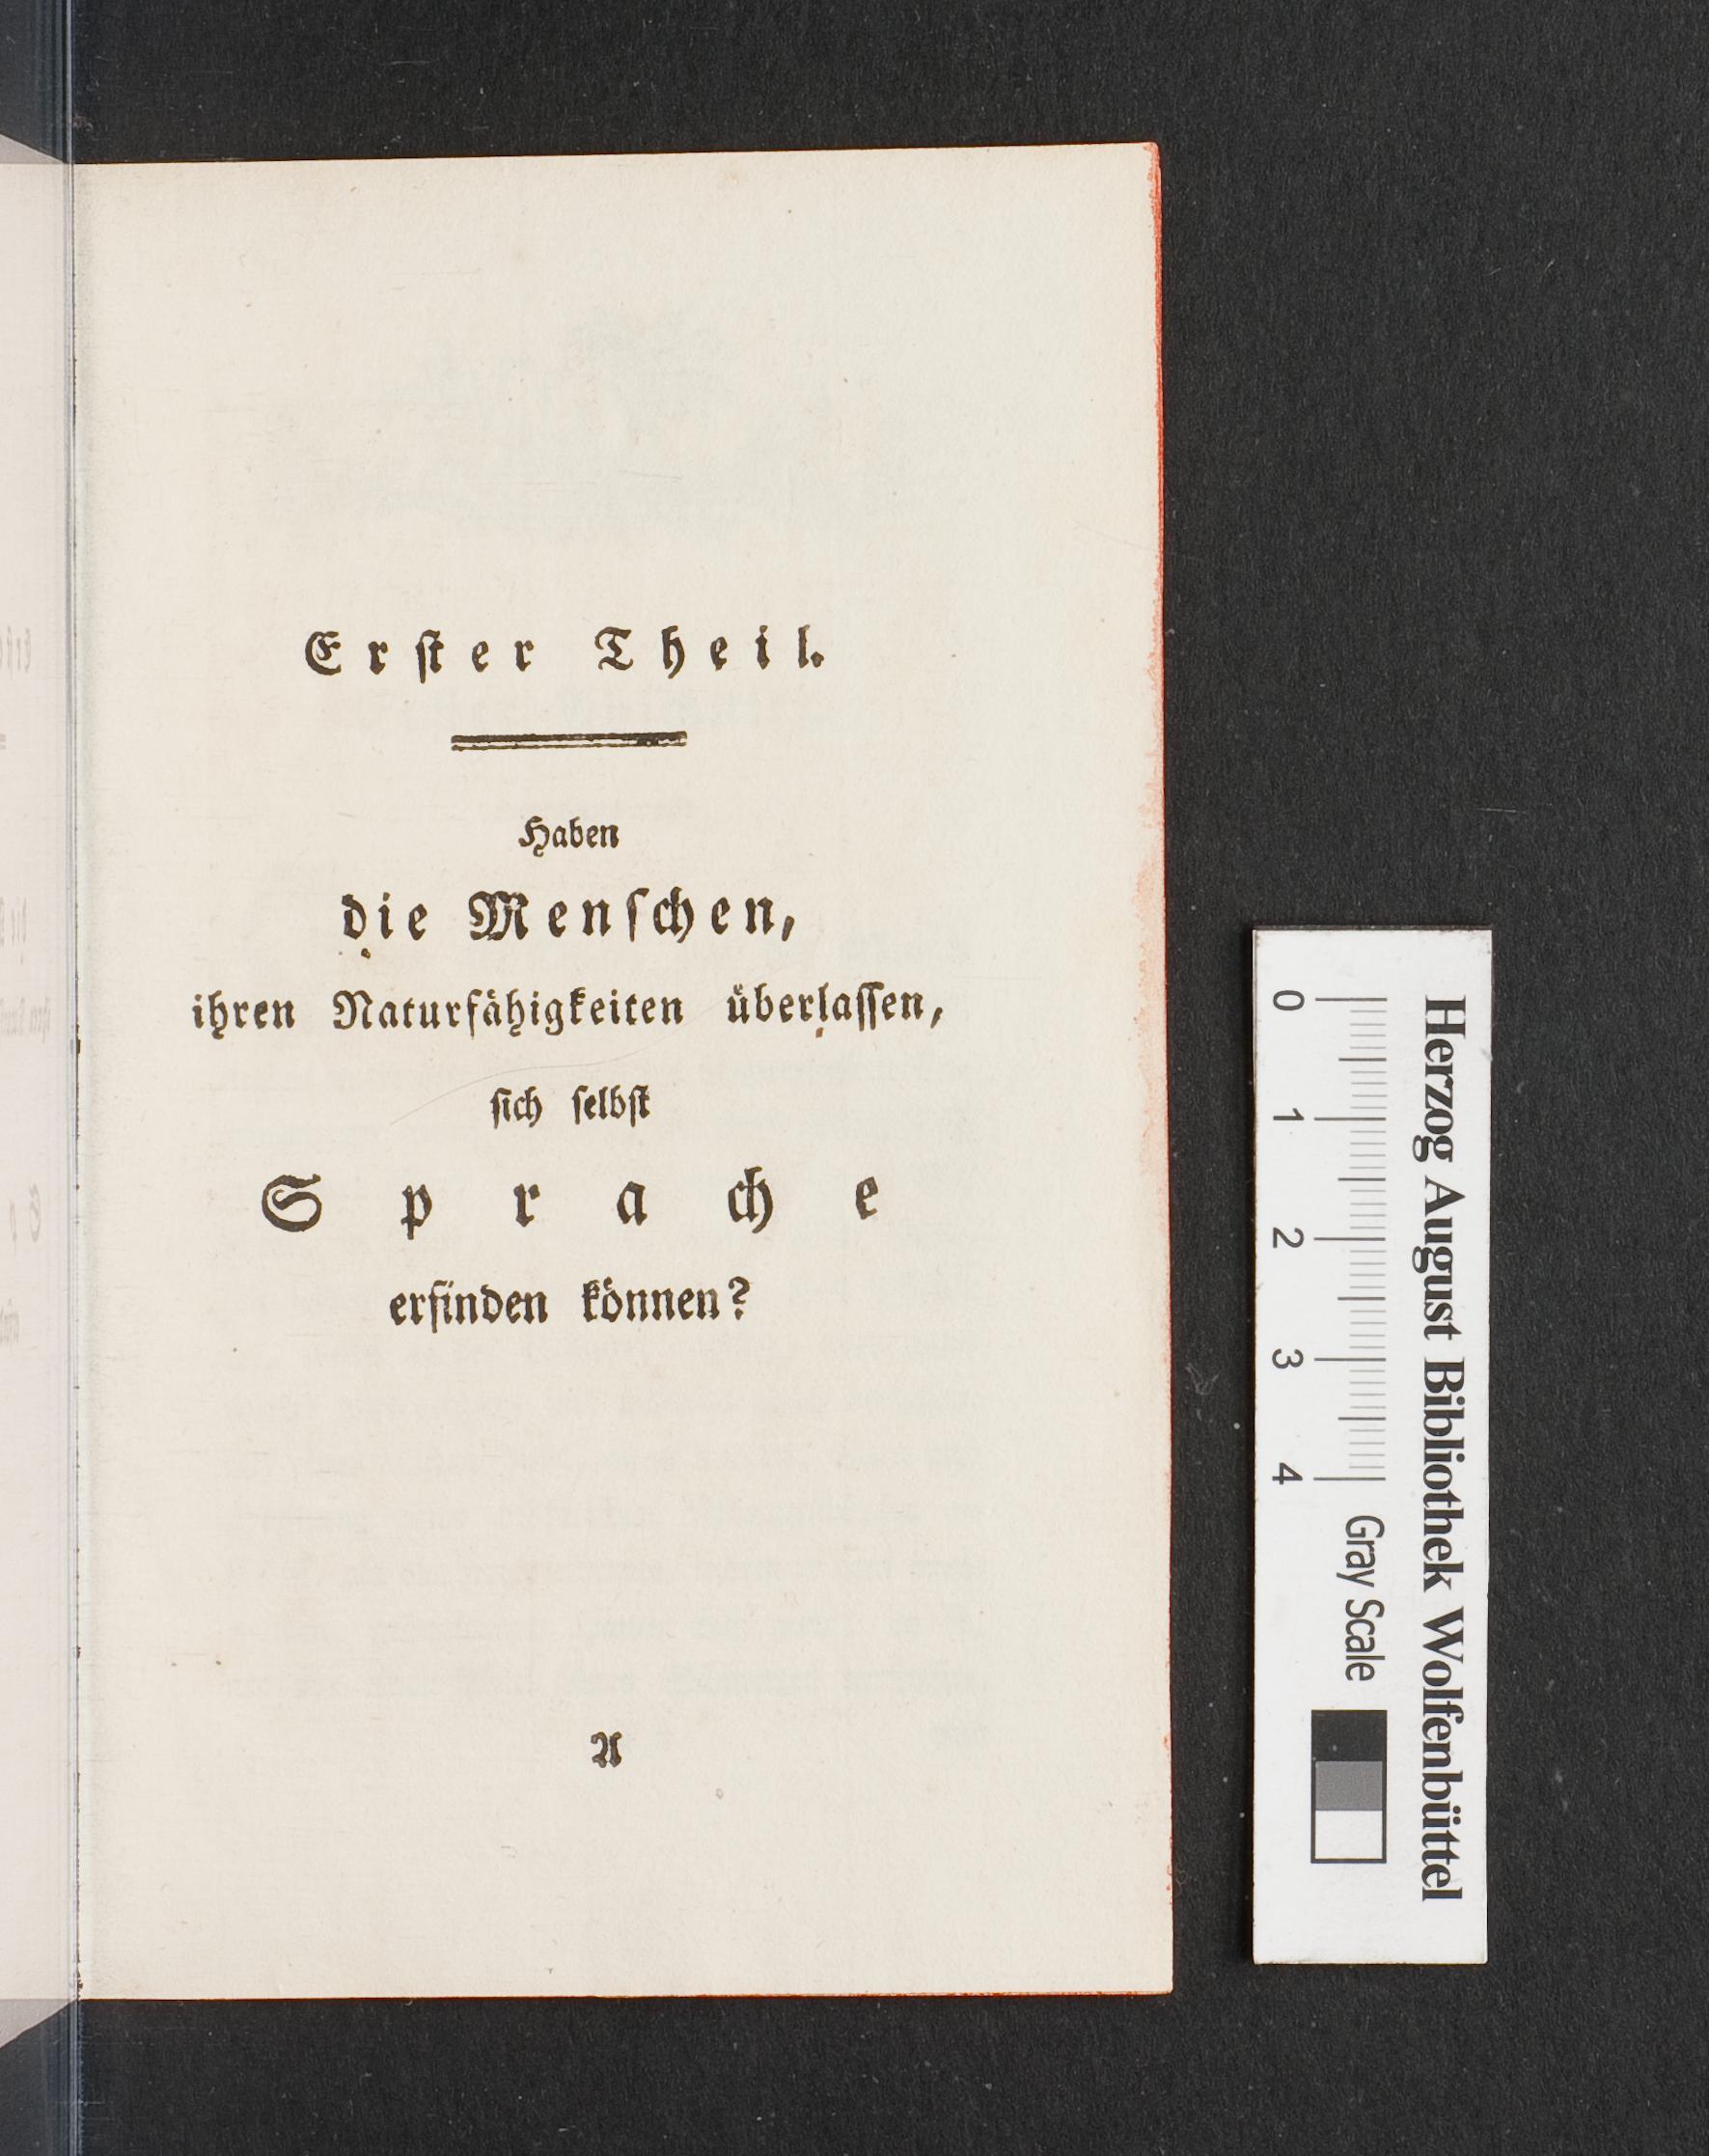 Erſter Theil.
Haben
die Menſchen,
ihren Naturfähigkeiten überlaſſen,
ſich ſelbſt
Sprache
erfinden können?
A
Herzog August Bibliothek Wolfenbüttel
0 1 2 3 4 Gray Scale